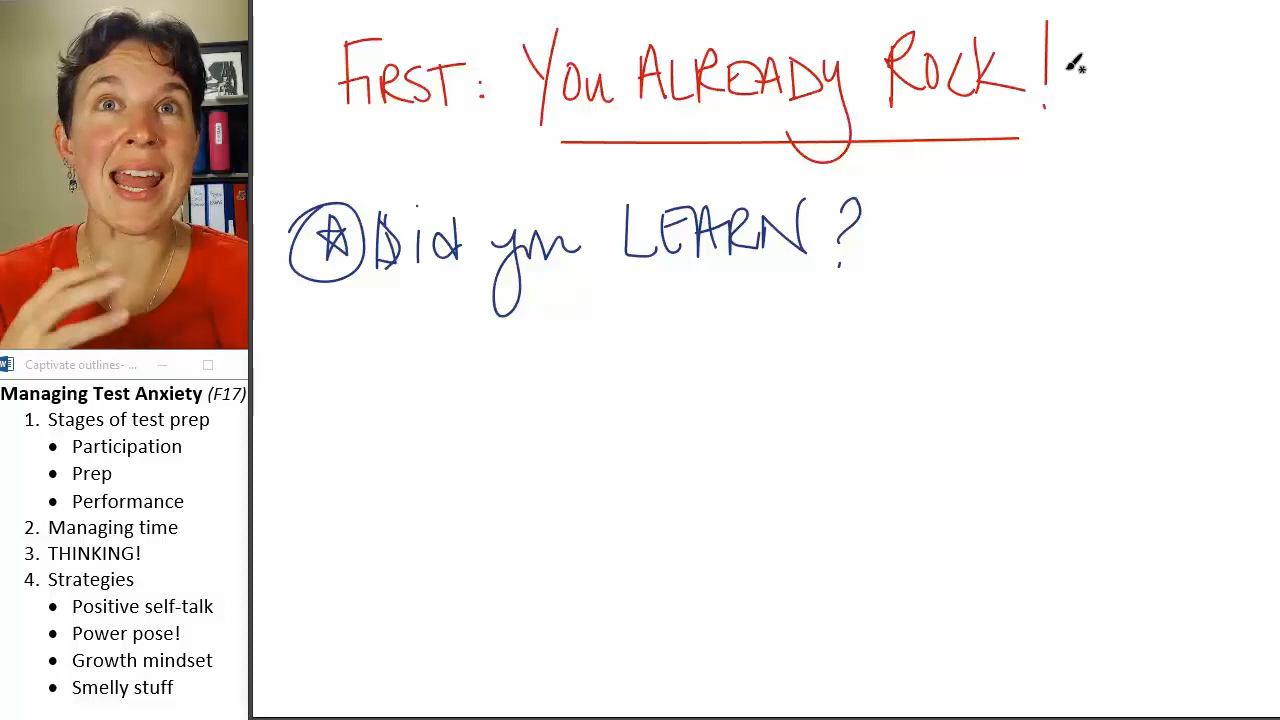 FIRST: You ALREADY ROCK!
Did you LEARN?
Captivate outlines- ...
Managing Test Anxiety (F17)
1. Stages of test prep
• Participation
• Prep
• Performance
2. Managing time
3. THINKING!
4. Strategies
• Positive self-talk
• Power pose!
• Growth mindset
• Smelly stuff